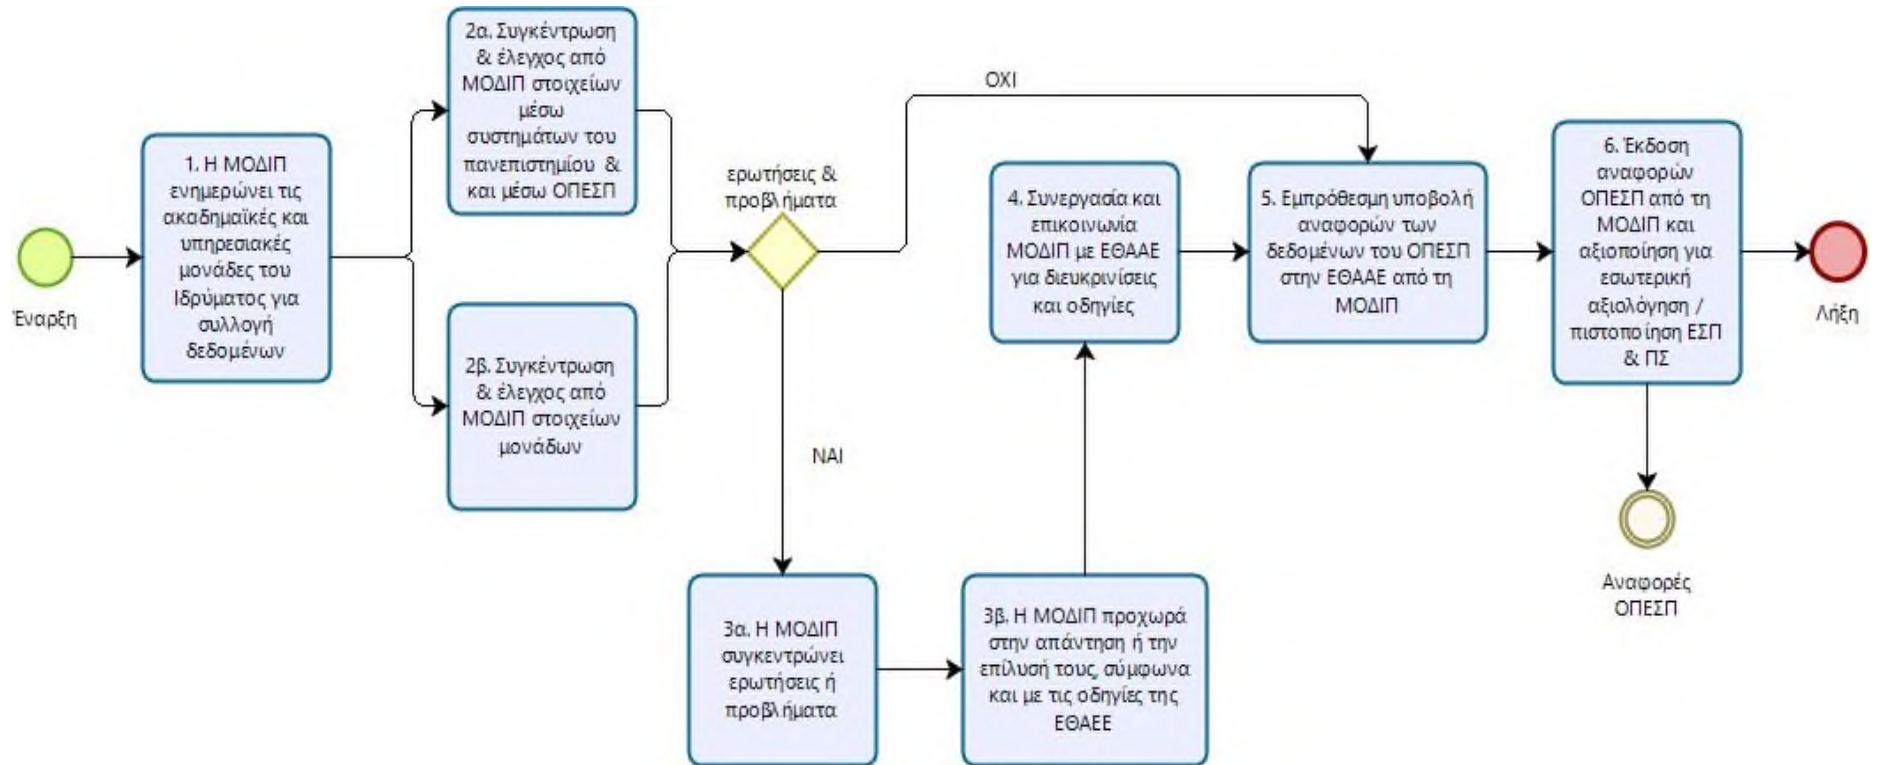 Έναρξη
1. Η ΜΟΔΙΠ
ενημερώνει τις
ακαδημαϊκές και
υπηρεσιακές
μονάδες του
Ιδρύματος για
συλλογή
δεδομένων
2α. Συγκέντρωση
& έλεγχος από
ΜΟΔΙΠ στοιχείων
μέσω
συστημάτων του
πανεπιστημίου &
και μέσω ΟΠΕΣΠ
2β. Συγκέντρωση
& έλεγχος από
ΜΟΔΙΠ στοιχείων
μονάδων
ερωτήσεις &
προβλήματα
ΟΧΙ
ΝΑΙ
3α. Η ΜΟΔΙΠ
συγκεντρώνει
ερωτήσεις ή
προβλήματα
3β. Η ΜΟΔΙΠ προχωρά
στην απάντηση ή την
επίλυσή τους, σύμφωνα
και με τις οδηγίες της
ΕΘΑΕΕ
4. Συνεργασία και
επικοινωνία
ΜΟΔΙΠ με ΕΘΑΑΕ
για διευκρινίσεις
και οδηγίες
5. Εμπρόθεσμη υποβολή
αναφορών των
δεδομένων του ΟΠΕΣΠ
στην ΕΘΑΑΕ από τη
ΜΟΔΙΠ
6. Έκδοση
αναφορών
ΟΠΕΣΠ από τη
ΜΟΔΙΠ και
αξιοποίηση για
εσωτερική
αξιολόγηση /
πιστοποίηση ΕΣΠ
& ΠΣ
Λήξη
Αναφορές
ΟΠΕΣΠ